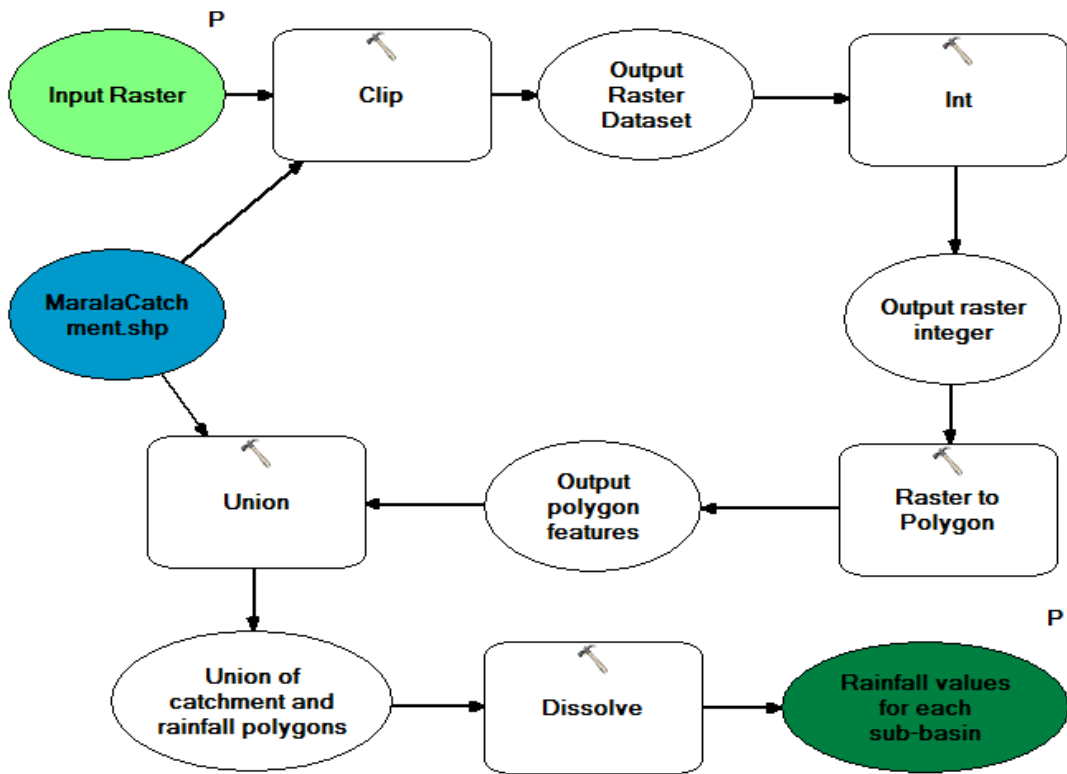 P
Input Raster
Clip
Output
Raster
Dataset
Int
MaralaCatch
ment.shp
Output raster
integer
Union
Output
polygon
features
Raster to
Polygon
P
Union of
catchment and
rainfall polygons
Dissolve
Rainfall values
for each
sub-basin